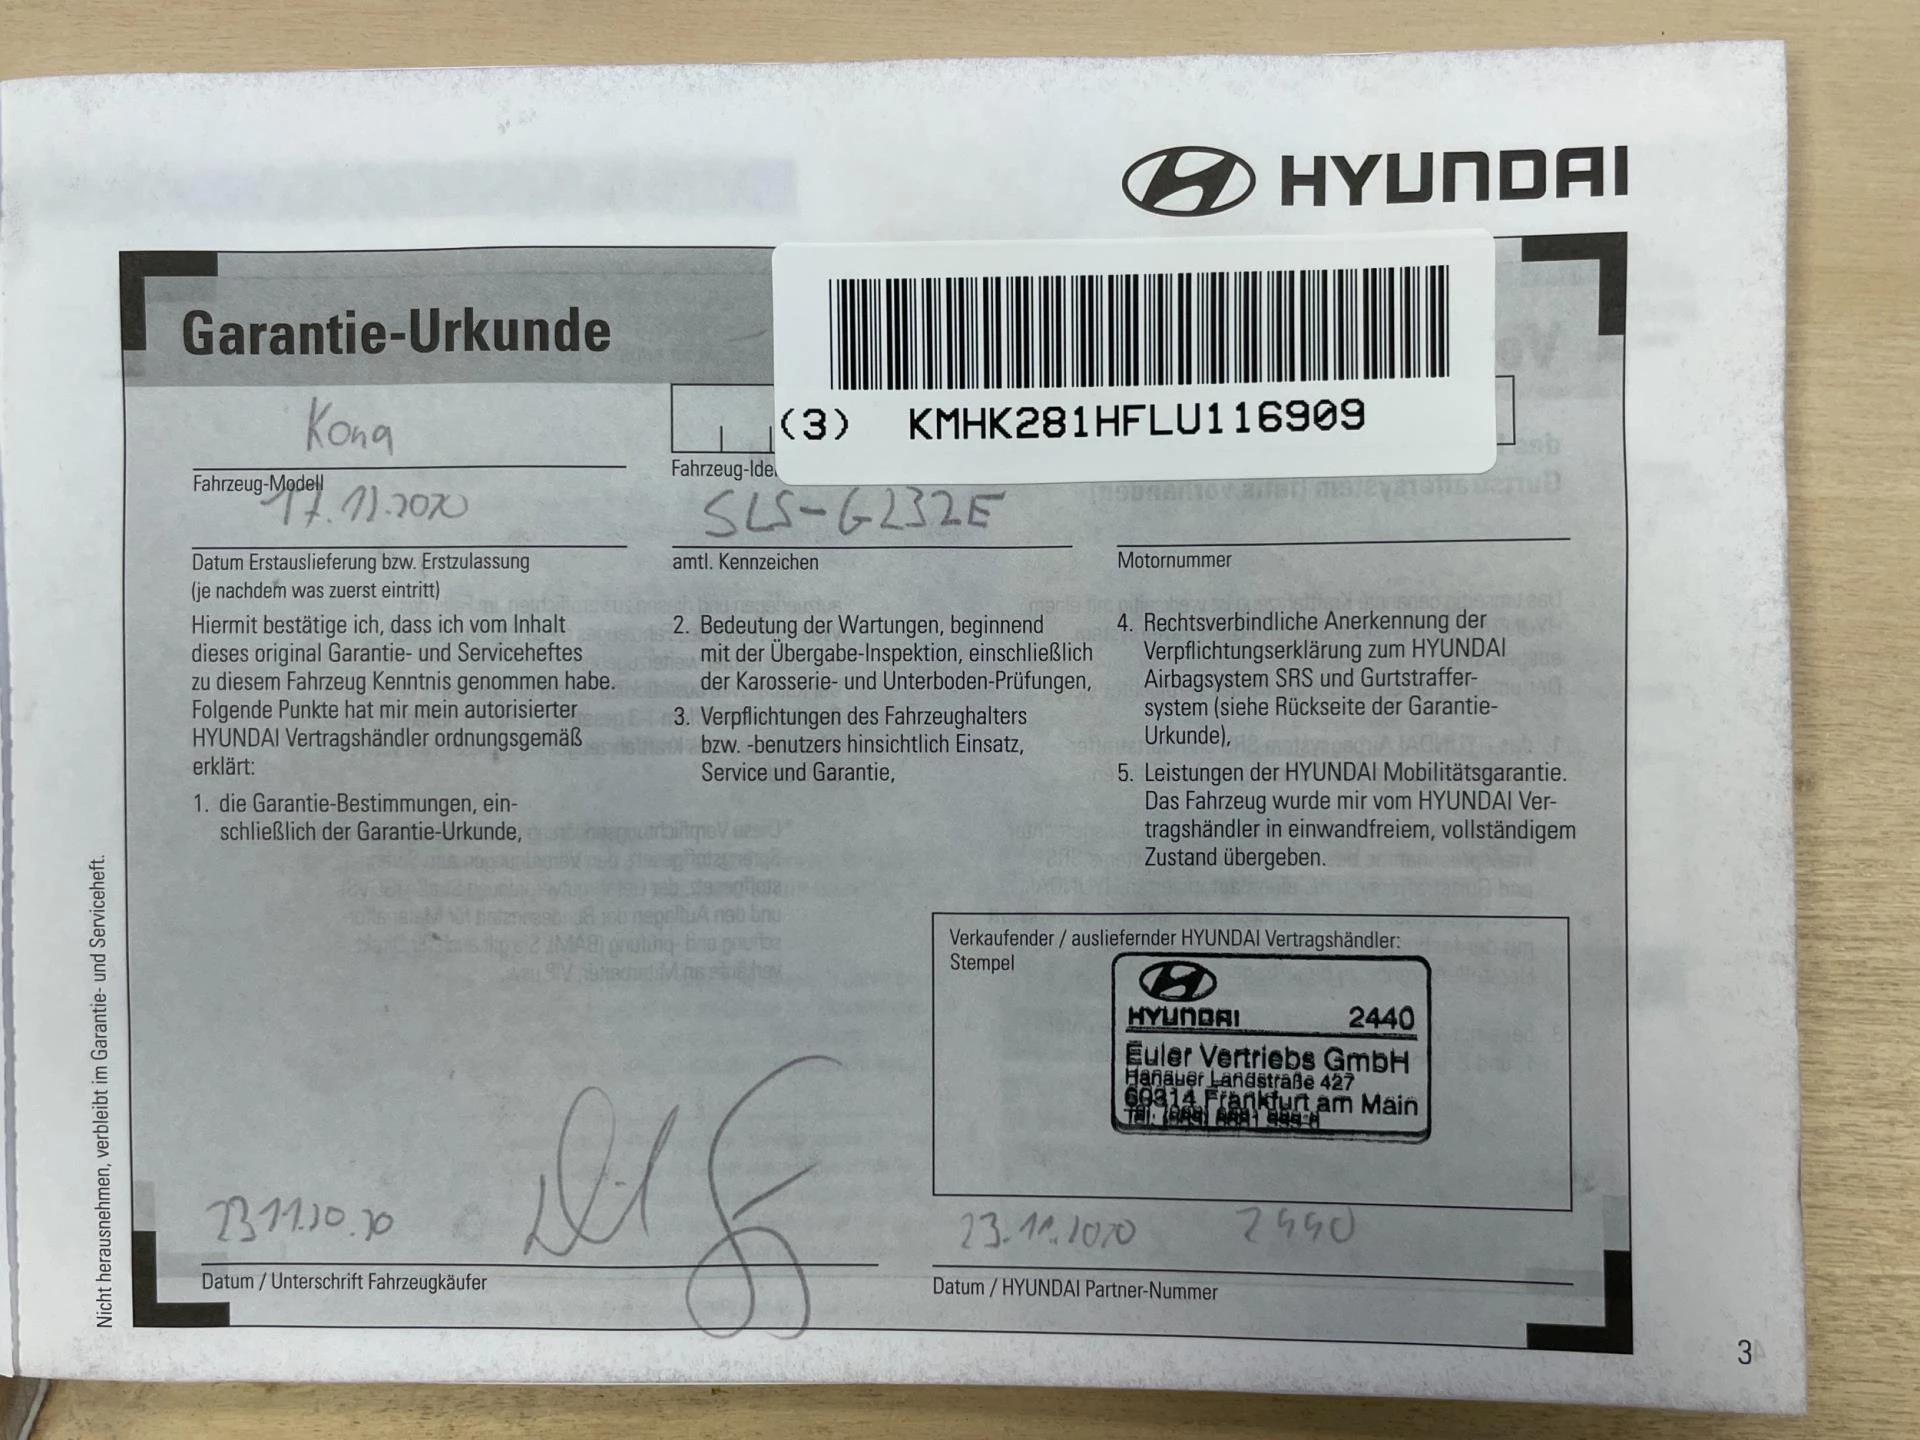 HYUNDAI
Garantie-Urkunde
(3) KMHK281HFLU116909
Kona
Fahrzeug-Modell
Fahrzeug-Ide
17.11.2020
SLS-G232E
Datum Erstauslieferung bzw. Erstzulassung
(je nachdem was zuerst eintritt)
amtl. Kennzeichen
Motornummer
Hiermit bestätige ich, dass ich vom Inhalt
dieses original Garantie- und Serviceheftes
zu diesem Fahrzeug Kenntnis genommen habe.
Folgende Punkte hat mir mein autorisierter
HYUNDAI Vertragshändler ordnungsgemäß
erklärt:
1. die Garantie-Bestimmungen, ein-
schließlich der Garantie-Urkunde,
2. Bedeutung der Wartungen, beginnend
mit der Übergabe-Inspektion, einschließlich
der Karosserie- und Unterboden-Prüfungen,
3. Verpflichtungen des Fahrzeughalters
bzw. -benutzers hinsichtlich Einsatz,
Service und Garantie,
4. Rechtsverbindliche Anerkennung der
Verpflichtungserklärung zum HYUNDAI
Airbagsystem SRS und Gurtstraffer-
system (siehe Rückseite der Garantie-
Urkunde),
5. Leistungen der HYUNDAI Mobilitätsgarantie.
Das Fahrzeug wurde mir vom HYUNDAI Ver-
tragshändler in einwandfreiem, vollständigem
Zustand übergeben.
Verkaufender / ausliefernder HYUNDAI Vertragshändler:
Stempel
HYUNDAI 2440
Euler Vertriebs GmbH
Hanauer Landstraße 427
60314 Frankfurt am Main
Tel.:
23.11.2020
Datum / Unterschrift Fahrzeugkäufer
23.11.2020 2440
Datum / HYUNDAI Partner-Nummer
Nicht herausnehmen, verbleibt im Garantie- und Serviceheft.
3